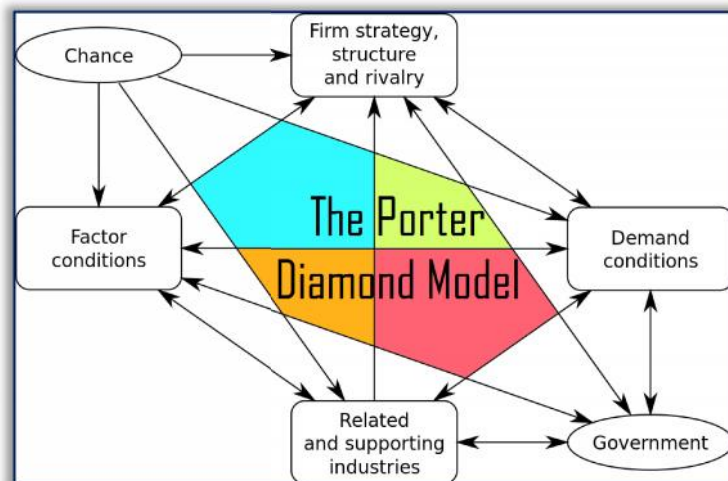 Chance
Firm strategy,
structure
and rivalry
Factor
conditions
The Porter
Diamond Model
Demand
conditions
Related
and supporting
industries
Government